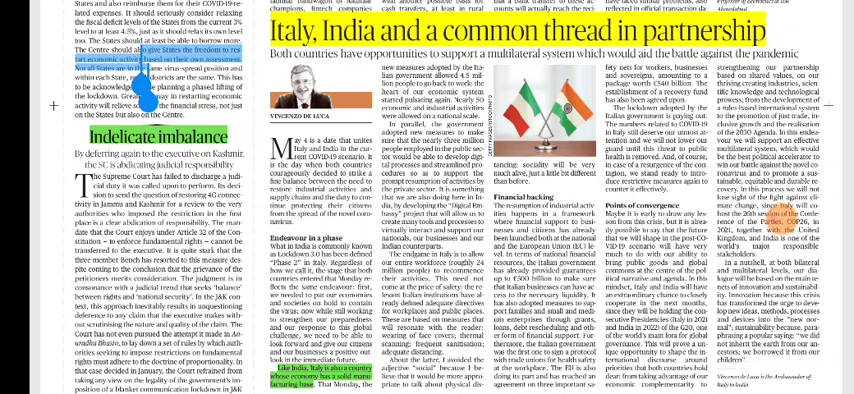 States and also reimburse them for their COVID-19-
lated expenses. It should seriously consider relaxing
the fiscal deficit levels of the States from the current 3%
level to at least 4.5%, just as it should relax its own level
too. The States should at least be able to borrow more.
The Centre should also give States the freedom to res-
tart economic activity based on their own assessment.
Not all States are in the same virus-spread position and
within each State, districts are the same. This has
to be acknowledged planning a phased lifting of
the lockdown. way in restarting economic
activity will relieve the financial stress, not just
on the States but also on the Centre.
Indelicate imbalance
By deferring again to the executive on Kashmir,
the SC is abdicating judicial responsibility
The Supreme Court has failed to discharge a judi-
cial duty it was called upon to perform. Its deci-
sion to send the question of restoring 4G connec-
tivity in Jammu and Kashmir for a review to the very
authorities who imposed the restriction in the first
place is a clear abdication of responsibility. The man-
date that the Court enjoys under Article 32 of the Con-
stitution – to enforce fundamental rights – cannot be
transferred to the executive. It is quite stark that the
three-member Bench has resorted to this measure des-
pite coming to the conclusion that the grievance of the
petitioners merits consideration. The judgment is in
consonance with a judicial trend that seeks 'balance'
between rights and 'national security'. In the J&K con-
text, this approach inevitably results in unquestioning
deference to any claim that the executive makes with-
out scrutinising the nature and quality of the claim. The
Court has not even pursued the attempt it made in An-
uradha Bhasin, to lay down a set of rules by which auth-
orities seeking to impose restrictions on fundamental
rights must adhere to the doctrine of proportionality. In
that case decided in January, the Court refrained from
taking any view on the legality of the government's im-
position of a communications lockdown in J&K
champions, fintech companies
cash transfers, at least in rural
counts will actually reach the reci
Italy, India and a common thread in partnership
Both countries have opportunities to support a multilateral system which would aid the battle against the pandemic
VINCENZO DE LUCA
May 4 is a date that unites
Italy and India in the cur-
rent COVID-19 scenario. It
is the day when both countries
courageously decided to strike a
fine balance between the need to
restore industrial activities and
supply chains and the duty to con-
tinue protecting their citizens
from the spread of the novel coro-
navirus.
Endeavour in a phase
What in India is commonly known
as Lockdown 3.0 has been defined
"Phase 2" in Italy. Regardless of
how we call it, the stage that both
countries entered that Monday re-
flects the same endeavour: first,
we needed to put our economies
and societies on hold to contain
the virus; now while still working
to strengthen our preparedness
and our response to this global
challenge, we need to be able to
look forward and give our citizens
and our businesses a positive out-
look in the immediate future.
Like India, Italy is also a country
whose economy has a solid manu-
facturing base. That Monday, the
new measures adopted by the Ita-
lian government allowed 4.5 mil-
lion people to go back to work: the
heart of our economic system
started pulsating again. Nearly 50
economic and industrial activities
were allowed on a national scale.
In parallel, the government
adopted new measures to make
sure that the nearly three million
people employed in the public sec-
tor would be able to develop digi-
tal processes and streamlined pro-
cedures so as to support the
prompt resumption of activities by
the private sector. It is something
that we are also doing here in In-
dia, by developing the "Digital Em-
bassy" project that will allow us to
create many tools and processes to
virtually interact and support our
nationals, our businesses and our
Indian counterparts.
The endgame in Italy is to allow
our entire workforce (roughly 24
million people) to recommence
their activities. This need not
come at the price of safety: the re-
levant Italian institutions have al-
ready defined adequate directives
for workplaces and public places.
These are based on measures that
will resonate with the reader:
wearing of face covering; thermal
scanning; frequent sanitisation;
adequate distancing.
About the latter, I avoided the
adjective "social" because I be-
lieve that it would be more appro-
priate to talk about physical dis-
GETTY IMAGES/ISTOCKPHOTO
tancing: sociality will be very
much alive, just a little bit different
than before.
Financial backing
The resumption of industrial activ-
ities happens in a framework
where financial support to busi-
nesses and citizens has already
been launched both at the national
and the European Union (EU) le-
vel. In terms of national financial
resources, the Italian government
has already provided guarantees
up to €500 billion to make sure
that Italian businesses can have ac-
cess to the necessary liquidity. It
has also adopted measures to sup-
port families and small and medi-
um enterprises through grants,
loans, debt rescheduling and oth-
er form of financial support. Fur-
thermore, the Italian government
was the first one to sign a protocol
with trade unions for health safety
at the workplace. The EU is also
doing its part and has reached an
agreement on three important sa-
fety nets for workers, businesses
and sovereigns, amounting to a
package worth €540 billion. The
establishment of a recovery fund
has also been agreed upon.
The lockdown adopted by the
Italian government is paying out.
The numbers related to COVID-19
in Italy still deserve our utmost at-
tention and we will not lower our
guard until this threat to public
health is removed. And, of course,
in case of a resurgence of the con-
tagion, we stand ready to intro-
duce restrictive measures again to
counter it effectively.
Points of convergence
Maybe it is early to draw any les-
son from this crisis, but it is al-
ready possible to say that the future
that will shape in the post-COV-
ID-19 scenario will have very
much to do with our ability to
bring public goods and global
commons at the centre of the pol-
itical narrative and agenda. In this
mindset, Italy and India will have
an extraordinary chance to closely
cooperate in the next months,
since they will be holding the con-
secutive Presidencies (Italy in 2021
and India in 2022) of the G20, one
of the world's main fora for global
governance. This will prove a un-
ique opportunity to shape the in-
ternational discourse around
priorities that both countries hold
dear: from taking advantage of our
economic complementarity to
strengthening our partnership
based on shared values, on our
thriving creating industries, scien-
tific knowledge and technological
prowess; from the development of
a rules-based international system
to the promotion of just trade, in-
clusive growth and the realisation
of the 2030 Agenda. In this endea-
vour we will support an effective
multilateral system, which would
be the best political accelerator to
win our battle against the novel co-
ronavirus and to promote a sus-
tainable, equitable and durable re-
covery. In this process we will not
lose sight of the fight against cli-
mate change, since Italy will co-
host the 26th session of the Confe-
rence of the Parties, COP26, in
2021, together with the United
Kingdom, and India is one of the
world's major responsible
stakeholders.
In a nutshell, at both bilateral
and multilateral levels, our dia-
logue will be based on the main te-
nets of innovation and sustainabil-
ity. Innovation because this crisis
has transformed the urge to deve-
lop new ideas, methods, processes
and devices into the "new nor-
mal"; sustainability because, para-
phrasing a popular saying: "we did
not inherit the earth from our an-
cestors; we borrowed it from our
children".
Vincenzo de Luca is the Ambassador of
Italy to India